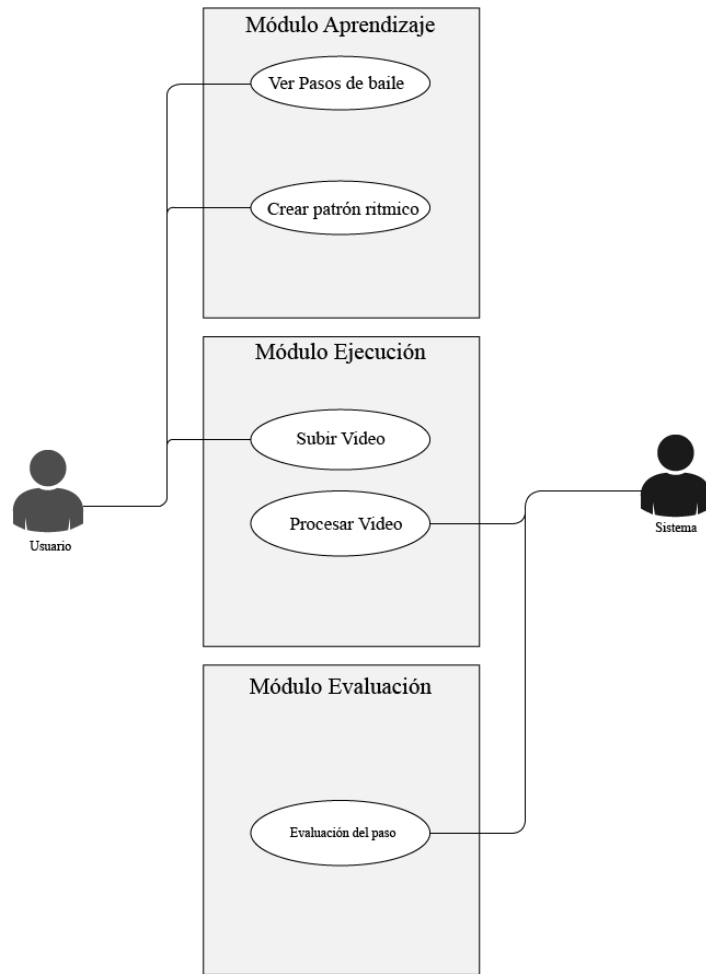 Módulo Aprendizaje
Ver Pasos de baile
Crear patrón ritmico
Módulo Ejecución
Subir Video
Procesar Video
Usuario
Sistema
Módulo Evaluación
Evaluación del paso